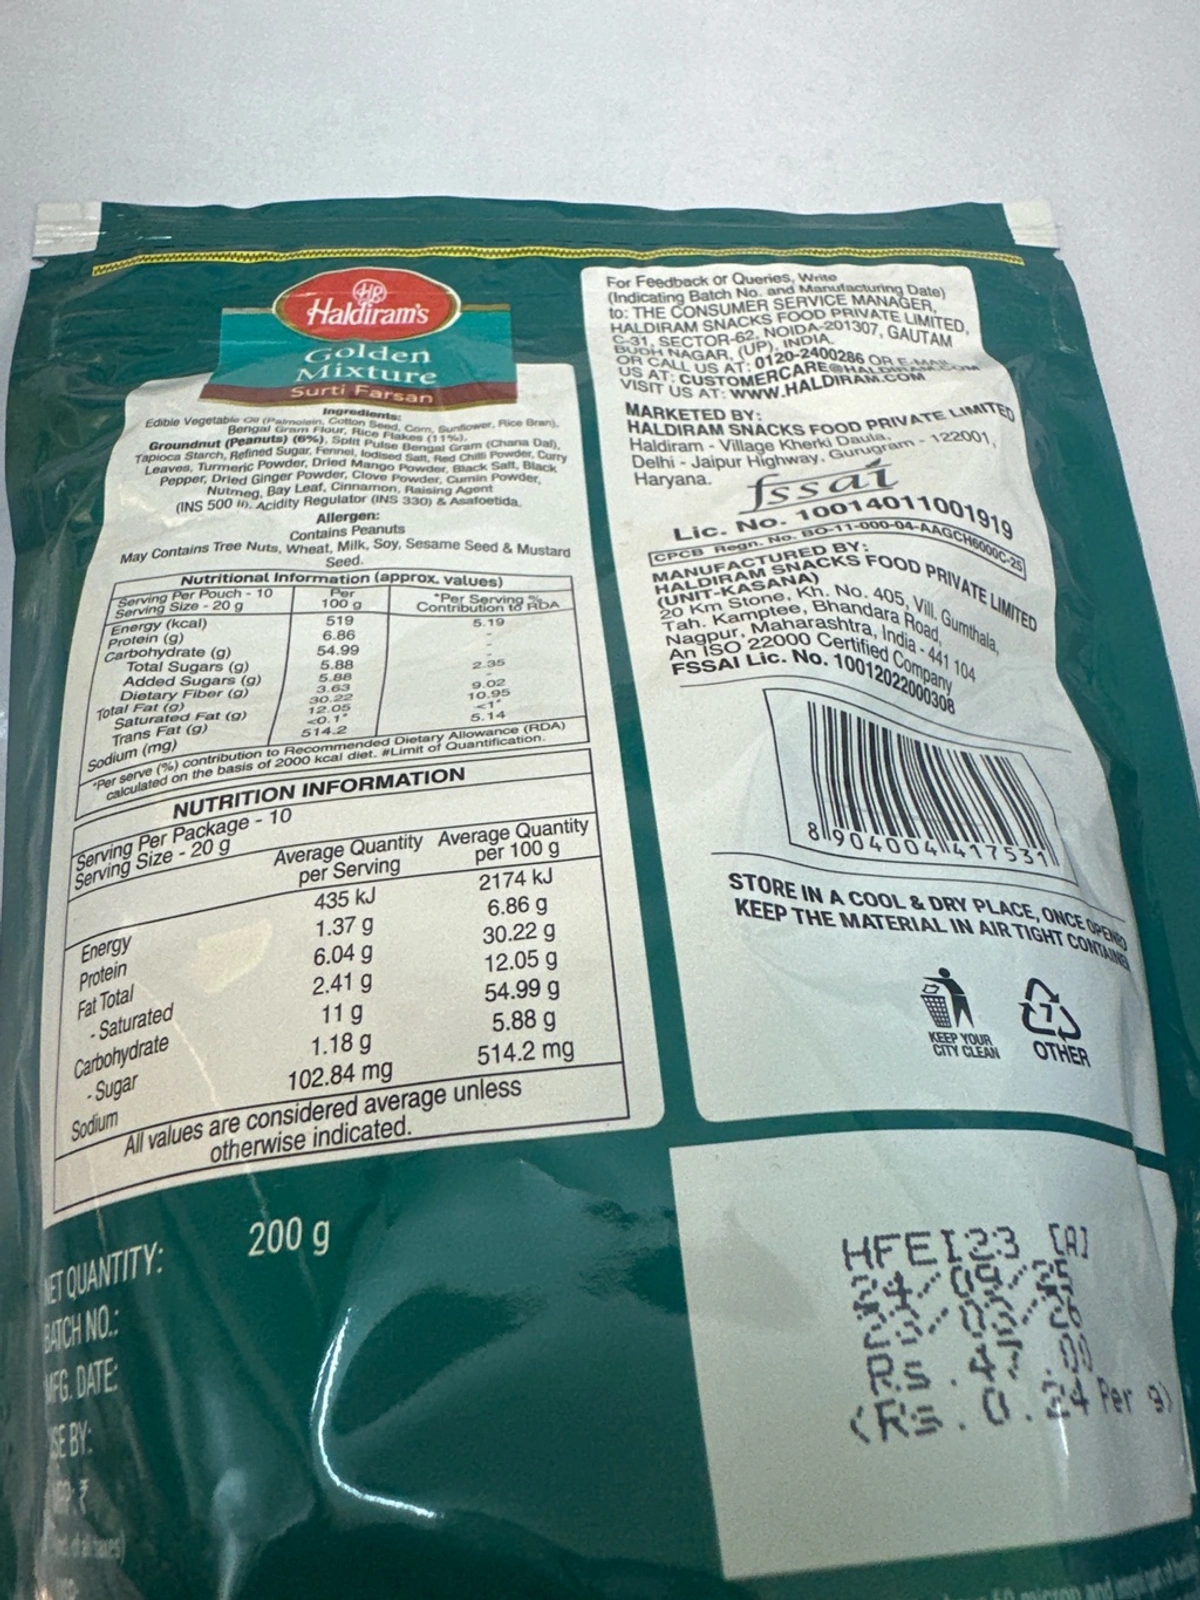 HR
Haldiram's
Golden
Mixture
Surti Farsan
Ingredients:
Edible Vegetable Oil (Palmolein, Cotton Seed, Corn, Sunflower, Rice Bran),
Bengal Gram Flour, Rice Flakes (11%),
Groundnut (Peanuts) (6%), Split Pulse Bengal Gram (Chana Dal),
Tapioca Starch, Refined Sugar, Fennel, Iodised Salt, Red Chilli Powder, Curry
Leaves, Turmeric Powder, Dried Mango Powder, Black Salt, Black
Pepper, Dried Ginger Powder, Clove Powder, Cumin Powder,
Nutmeg, Bay Leaf, Cinnamon, Raising Agent
(INS 500 ii), Acidity Regulator (INS 330) & Asafoetida.
Allergen:
Contains Peanuts
May Contains Tree Nuts, Wheat, Milk, Soy, Sesame Seed & Mustard
Seed.
Nutritional Information (approx. values)
Serving Per Pouch - 10
Serving Size - 20 g
Per
100 g
*Per Serving %
Contribution to RDA
Energy (kcal) 519 5.19
Protein (g) 6.86 -
Carbohydrate (g) 54.99 -
Total Sugars (g) 5.88 -
Added Sugars (g) 5.88 2.35
Dietary Fiber (g) 3.63 -
Total Fat (g) 30.22 9.02
Saturated Fat (g) 12.05 10.95
Trans Fat (g) <0.1# <1#
Sodium (mg) 514.2 5.14
*Per serve (%) contribution to Recommended Dietary Allowance (RDA)
calculated on the basis of 2000 kcal diet. #Limit of Quantification.
NUTRITION INFORMATION
Serving Per Package - 10
Serving Size - 20 g
Average Quantity
per Serving
Average Quantity
per 100 g
Energy 435 kJ 2174 kJ
Protein 1.37 g 6.86 g
Fat Total 6.04 g 30.22 g
- Saturated 2.41 g 12.05 g
Carbohydrate 11 g 54.99 g
- Sugar 1.18 g 5.88 g
Sodium 102.84 mg 514.2 mg
All values are considered average unless
otherwise indicated.
QUANTITY: 200 g
BATCH NO.:
MFG. DATE:
BY:
₹
For Feedback or Queries, Write
(Indicating Batch No. and Manufacturing Date)
to: THE CONSUMER SERVICE MANAGER,
HALDIRAM SNACKS FOOD PRIVATE LIMITED,
C-31, SECTOR-62, NOIDA-201307, GAUTAM
BUDH NAGAR, (UP), INDIA.
OR CALL US AT: 0120-2400286 OR E-MAIL
US AT: CUSTOMERCARE@HALDIRAM.COM
VISIT US AT: WWW.HALDIRAM.COM
MARKETED BY:
HALDIRAM SNACKS FOOD PRIVATE LIMITED
Haldiram - Village Kherki Daula,
Delhi - Jaipur Highway, Gurugram - 122001,
Haryana.
fssai
Lic. No. 10014011001919
CPCB Regn. No. BO-11-000-04-AAGCH6000C-25
MANUFACTURED BY:
HALDIRAM SNACKS FOOD PRIVATE LIMITED
(UNIT-KASANA)
20 Km Stone, Kh. No. 405, Vill. Gumthala,
Tah. Kamptee, Bhandara Road,
Nagpur, Maharashtra, India - 441 104
An ISO 22000 Certified Company
FSSAI Lic. No. 10012022000308
8 904004 417531
STORE IN A COOL & DRY PLACE, ONCE OPENED
KEEP THE MATERIAL IN AIR TIGHT CONTAINER
KEEP YOUR
CITY CLEAN
7
OTHER
HFEI23 [A]
24/09/25
23/03/26
Rs.47.00
(Rs.0.24 Per g)